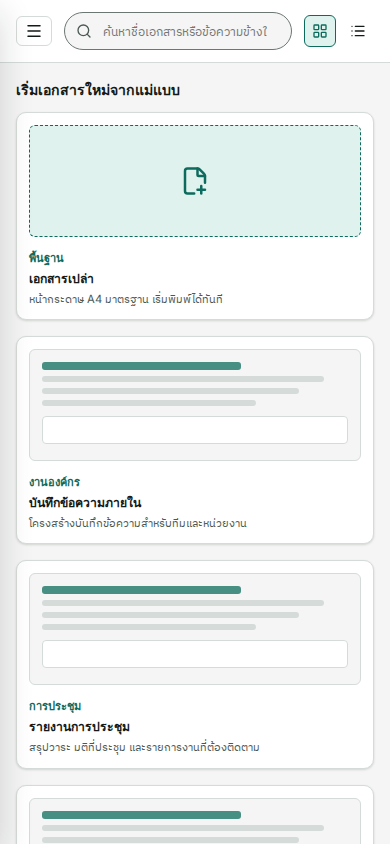 ค้นหาชื่อเอกสารหรือข้อความข้างใ
เริ่มเอกสารใหม่จากแม่แบบ
พื้นฐาน
เอกสารเปล่า
หน้ากระดาษ A4 มาตรฐาน เริ่มพิมพ์ได้ทันที
งานองค์กร
บันทึกข้อความภายใน
โครงสร้างบันทึกข้อความสำหรับทีมและหน่วยงาน
การประชุม
รายงานการประชุม
สรุปวาระ มติที่ประชุม และรายการงานที่ต้องติดตาม